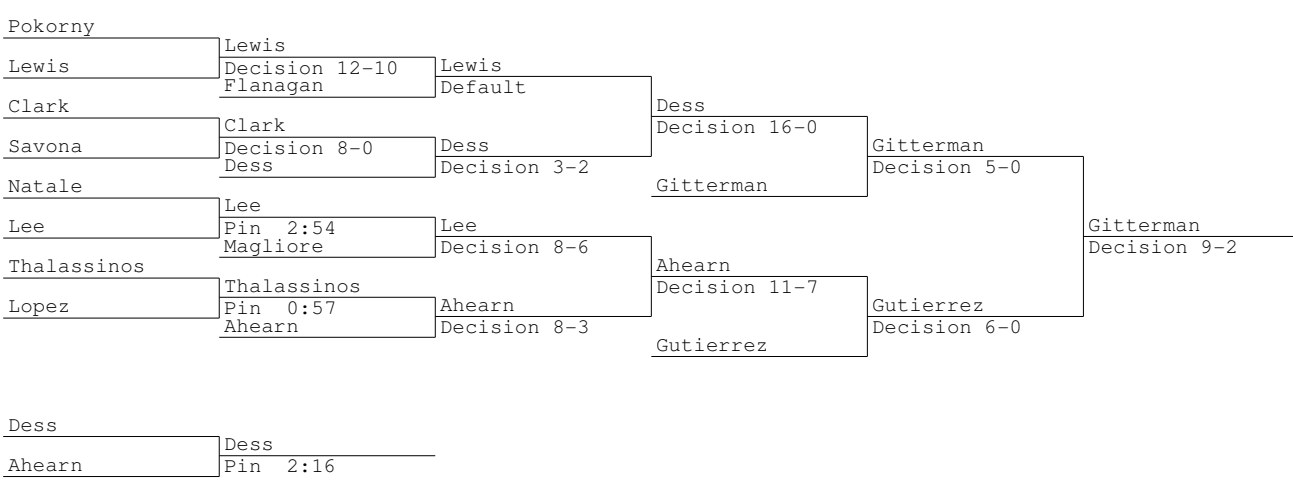 Pokorny
Lewis
Lewis
Decision 12-10
Lewis
Flanagan
Default
Clark
Dess
Clark
Decision 16-0
Savona
Decision 8-0
Dess
Gitterman
Dess
Decision 3-2
Decision 5-0
Natale
Gitterman
Lee
Lee
Pin 2:54
Lee
Gitterman
Magliore
Decision 8-6
Decision 9-2
Thalassinos
Ahearn
Thalassinos
Decision 11-7
Lopez
Pin 0:57
Ahearn
Gutierrez
Ahearn
Decision 8-3
Decision 6-0
Gutierrez
Dess
Dess
Ahearn
Pin 2:16